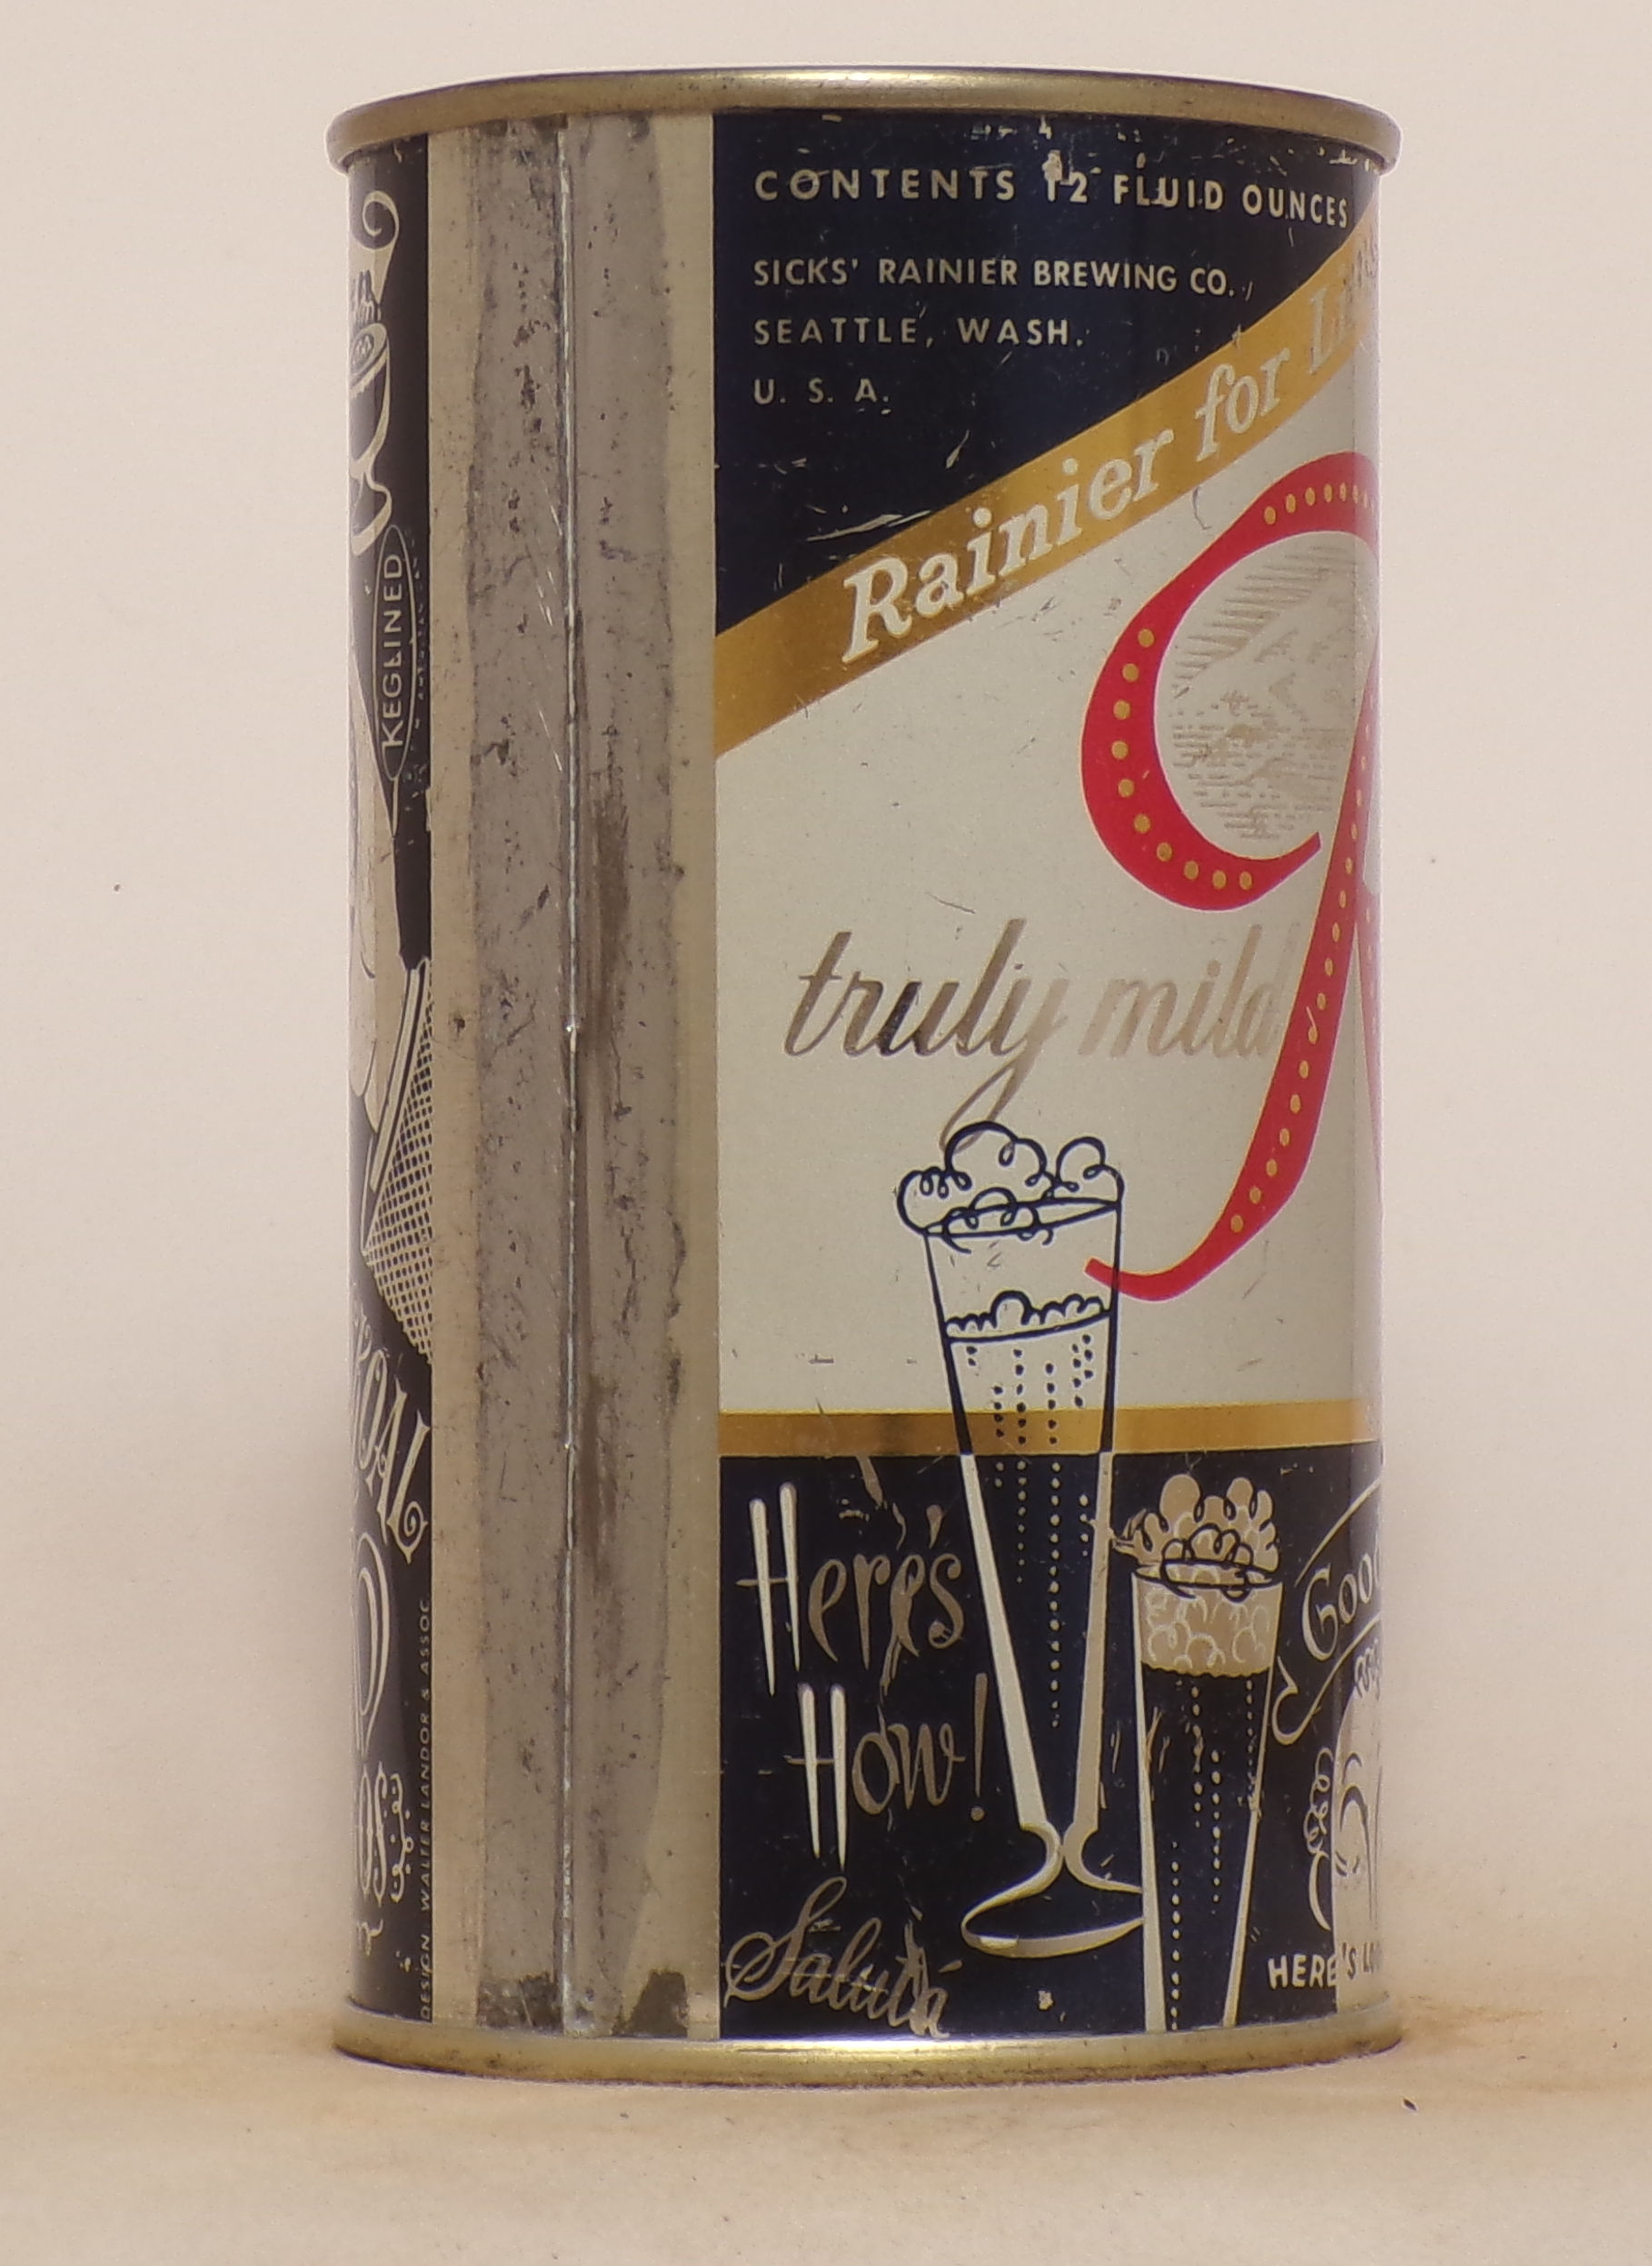 CONTENTS 12 FLUID OUNCES
SICKS' RAINIER BREWING CO.,
SEATTLE, WASH.
U. S. A.
Rainier for
truly mild
KEGLINED
DESIGN WALTER LANDOR & ASSOC
Here's
How!
Saluta
HERE'S